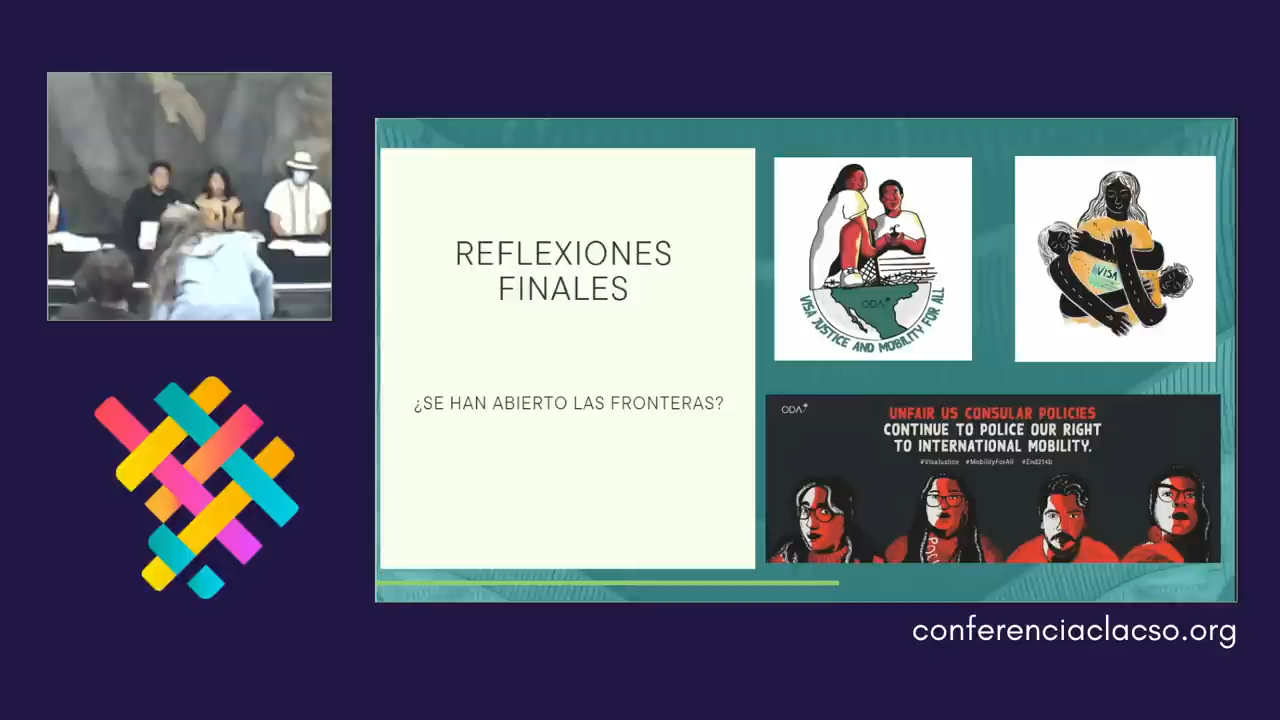 REFLEXIONES
FINALES
¿SE HAN ABIERTO LAS FRONTERAS?
ODA
VISA JUSTICE AND MOBILITY FOR ALL
VISA
ODA
UNFAIR US CONSULAR POLICIES
CONTINUE TO POLICE OUR RIGHT
TO INTERNATIONAL MOBILITY.
#VisaJustice #MobilityForAll #End214b
conferenciaclacso.org